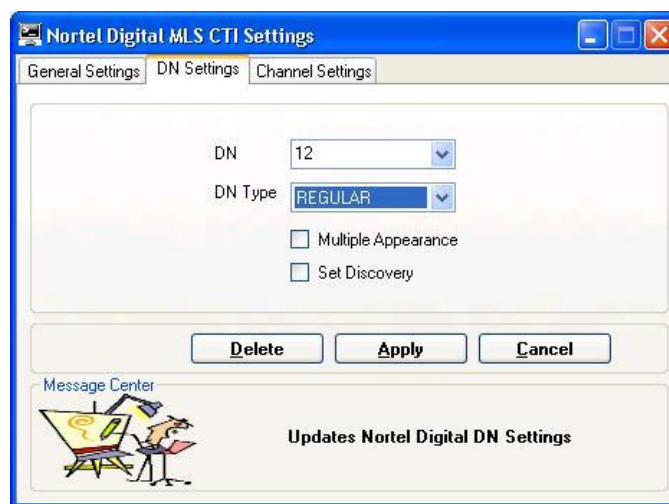 Nortel Digital MLS CTI Settings
General Settings DN Settings Channel Settings
DN 12
DN Type REGULAR
Multiple Appearance
Set Discovery
Delete Apply Cancel
Message Center
Updates Nortel Digital DN Settings